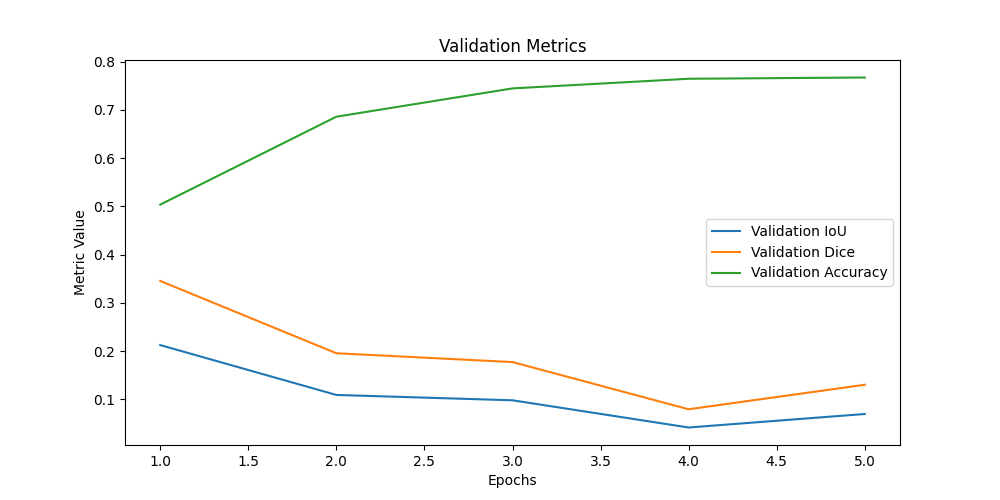 Validation Metrics
Metric Value
0.8
0.7
0.6
0.5
0.4
0.3
0.2
0.1
Validation IoU
Validation Dice
Validation Accuracy
1.0 1.5 2.0 2.5 3.0 3.5 4.0 4.5 5.0
Epochs